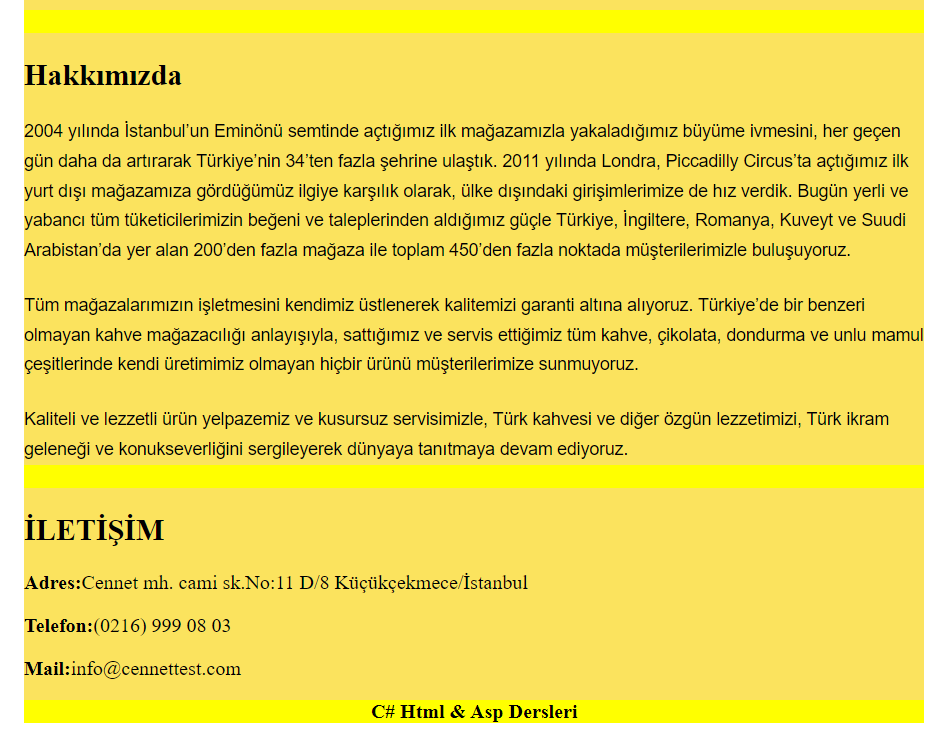 Hakkımızda
2004 yılında İstanbul’un Eminönü semtinde açtığımız ilk mağazamızla yakaladığımız büyüme ivmesini, her geçen
gün daha da artırarak Türkiye’nin 34’ten fazla şehrine ulaştık. 2011 yılında Londra, Piccadilly Circus’ta açtığımız ilk
yurt dışı mağazamıza gördüğümüz ilgiye karşılık olarak, ülke dışındaki girişimlerimize de hız verdik. Bugün yerli ve
yabancı tüm tüketicilerimizin beğeni ve taleplerinden aldığımız güçle Türkiye, İngiltere, Romanya, Kuveyt ve Suudi
Arabistan’da yer alan 200’den fazla mağaza ile toplam 450’den fazla noktada müşterilerimizle buluşuyoruz.
Tüm mağazalarımızın işletmesini kendimiz üstlenerek kalitemizi garanti altına alıyoruz. Türkiye’de bir benzeri
olmayan kahve mağazacılığı anlayışıyla, sattığımız ve servis ettiğimiz tüm kahve, çikolata, dondurma ve unlu mamul
çeşitlerinde kendi üretimimiz olmayan hiçbir ürünü müşterilerimize sunmuyoruz.
Kaliteli ve lezzetli ürün yelpazemiz ve kusursuz servisimizle, Türk kahvesi ve diğer özgün lezzetimizi, Türk ikram
geleneği ve konukseverliğini sergileyerek dünyaya tanıtmaya devam ediyoruz.
İLETİŞİM
Adres:Cennet mh. cami sk.No:11 D/8 Küçükçekmece/İstanbul
Telefon:(0216) 999 08 03
Mail:info@cennettest.com
C# Html & Asp Dersleri